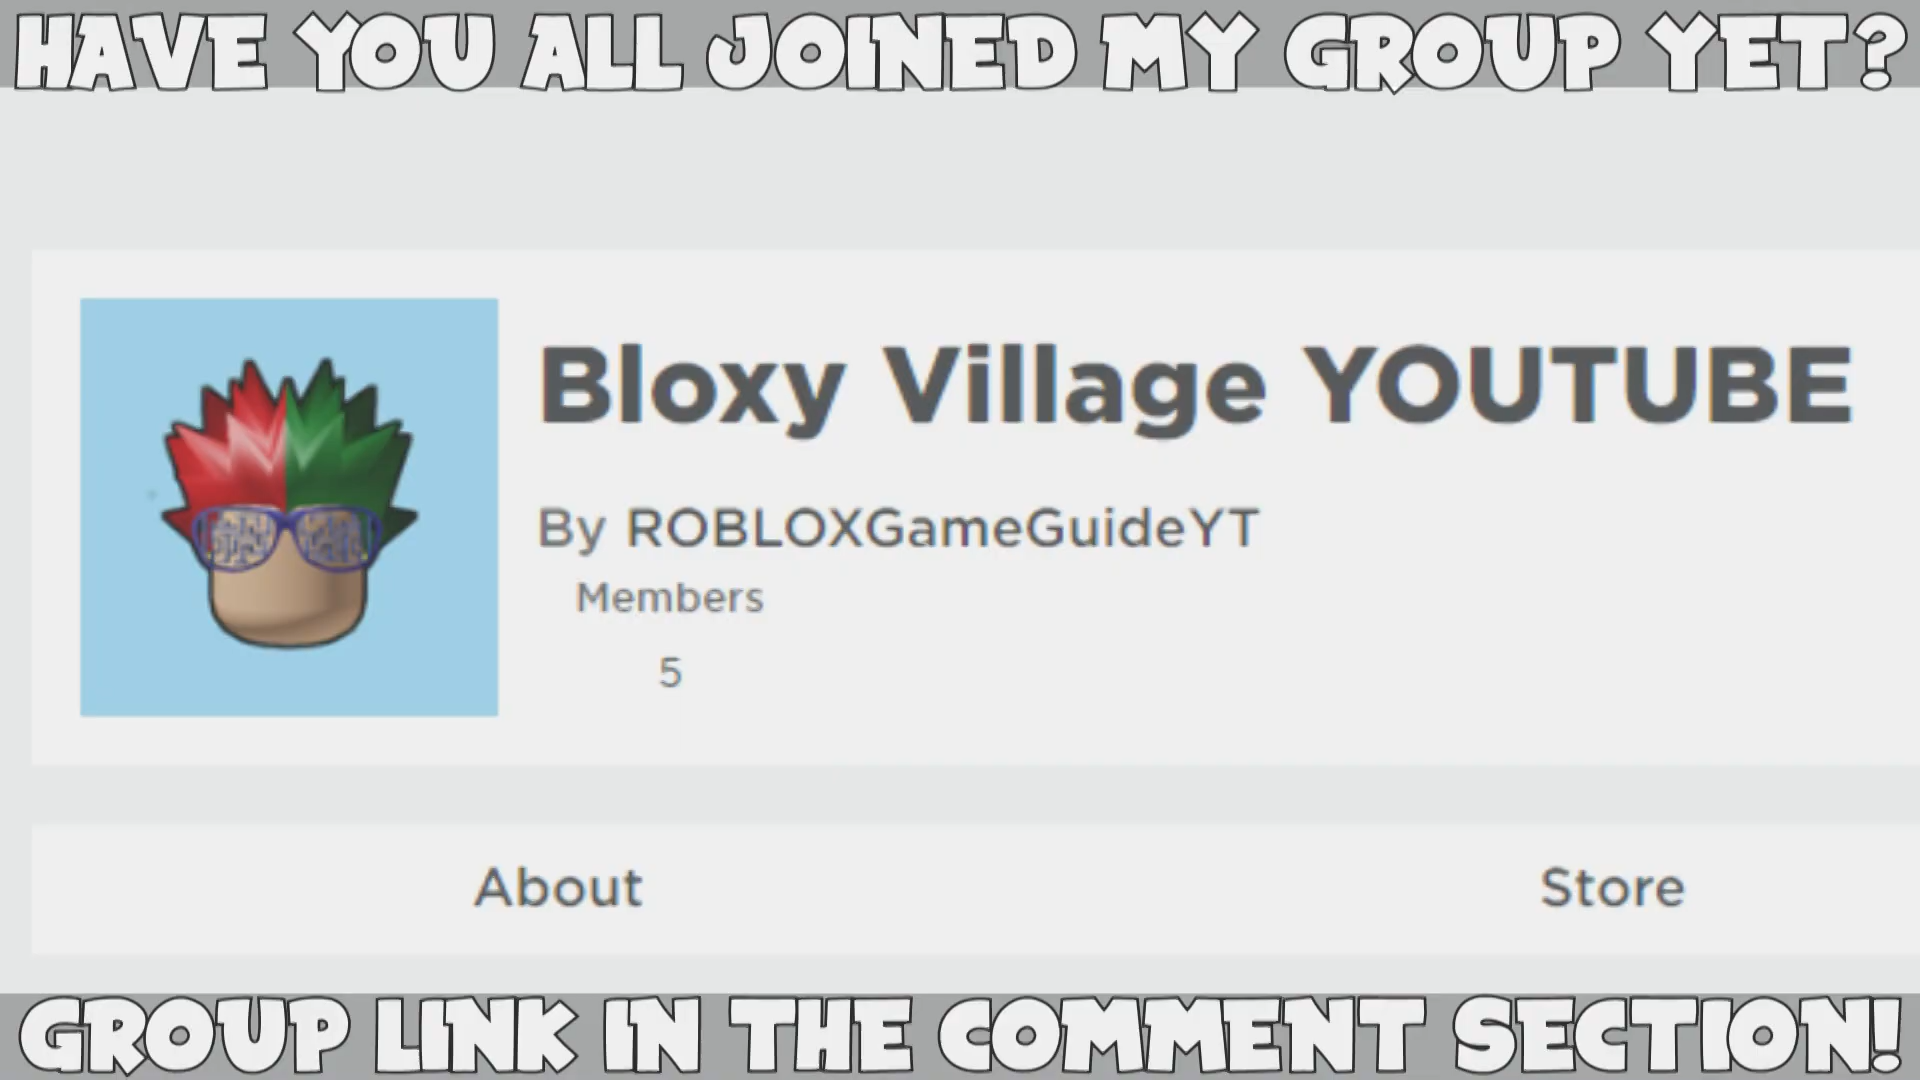 HAVE YOU ALL JOINED MY GROUP YET?
Bloxy Village YOUTUBE
By ROBLOXGameGuideYT
Members
5
About
Store
GROUP LINK IN THE COMMENT SECTION!